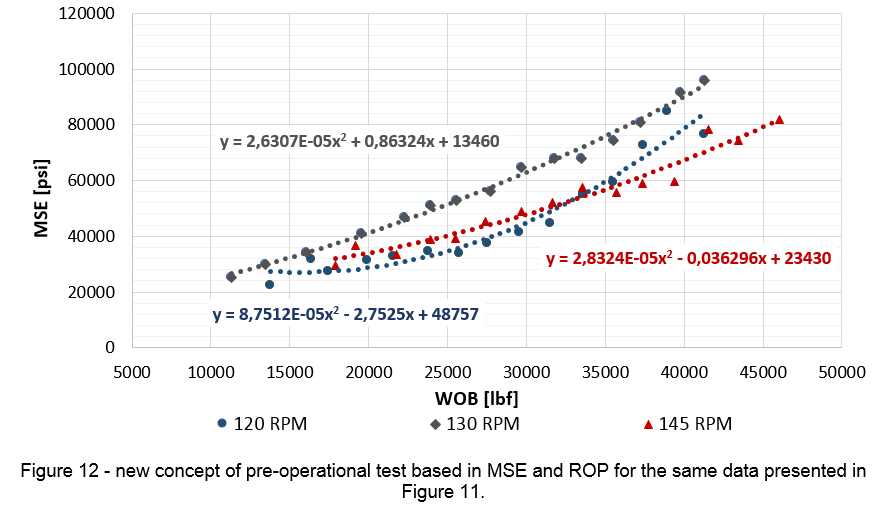 120000
100000
80000
60000
40000
20000
0
MSE [psi]
y = 2,6307E-05x² + 0,86324x + 13460
y = 2,8324E-05x² - 0,036296x + 23430
y = 8,7512E-05x² - 2,7525x + 48757
5000 10000 15000 20000 25000 30000 35000 40000 45000 50000
WOB [lbf]
120 RPM 130 RPM 145 RPM
Figure 12 - new concept of pre-operational test based in MSE and ROP for the same data presented in
Figure 11.